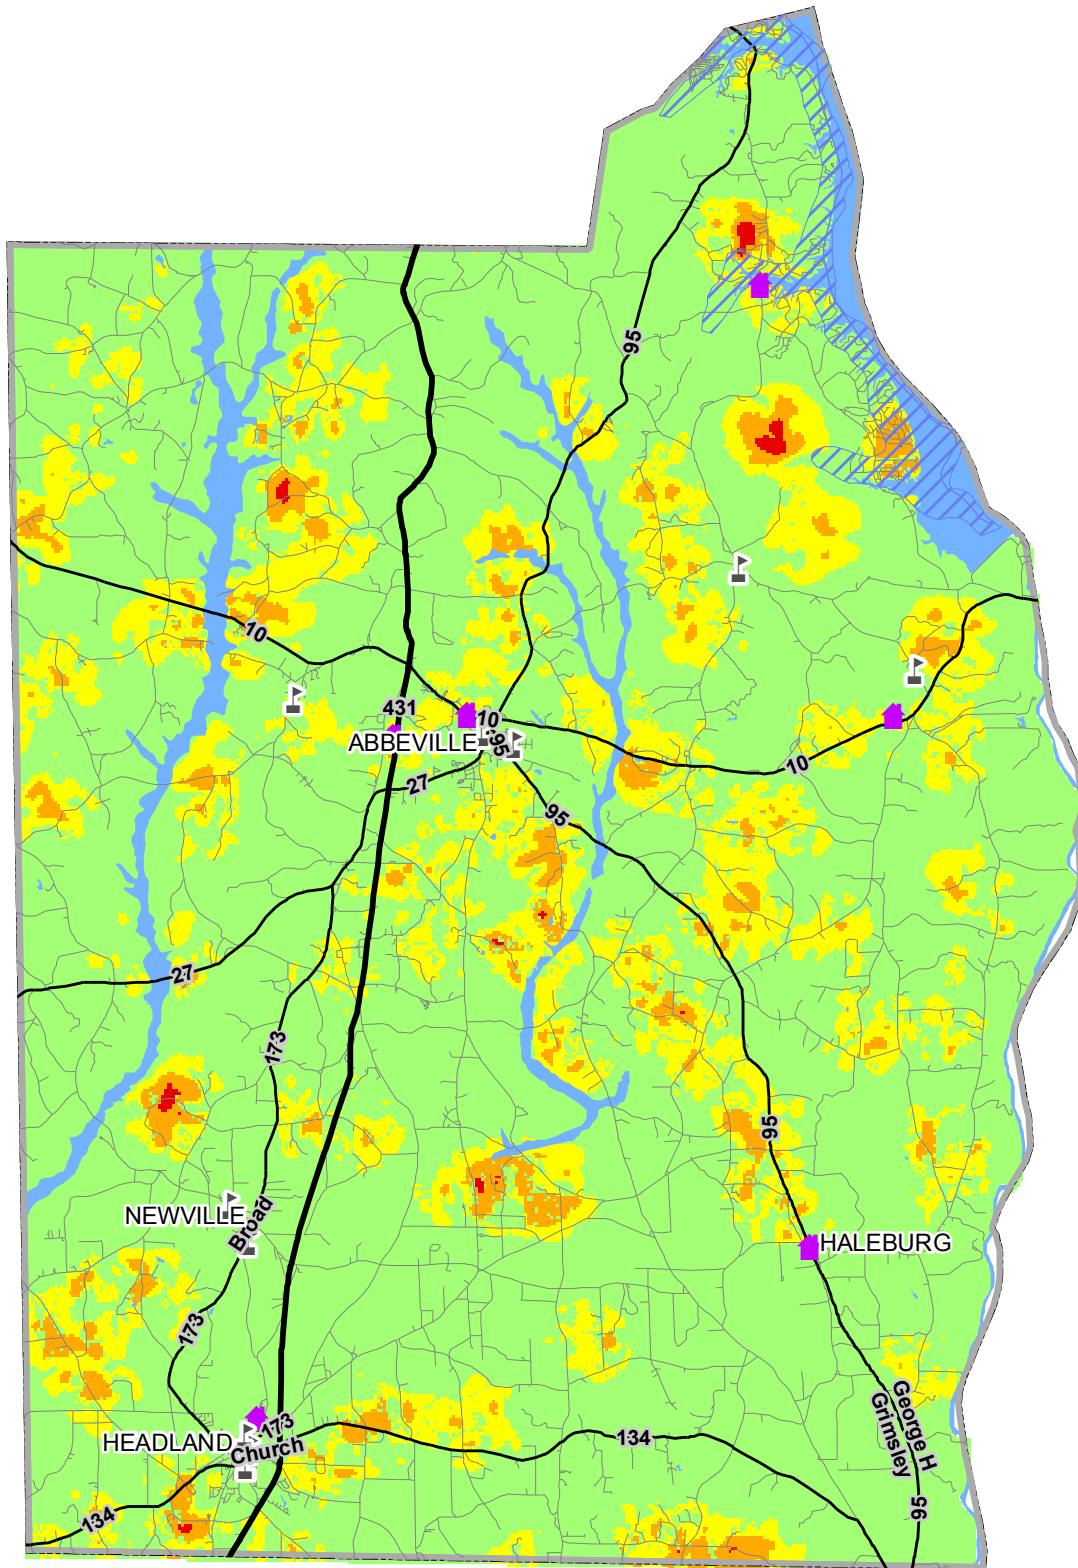 95
10
431
10
ABBEVILLE
95
27
10
95
27
173
95
NEWVILLE
Broad
HALEBURG
173
George H
Grimsley
173
HEADLAND
Church
134
95
134